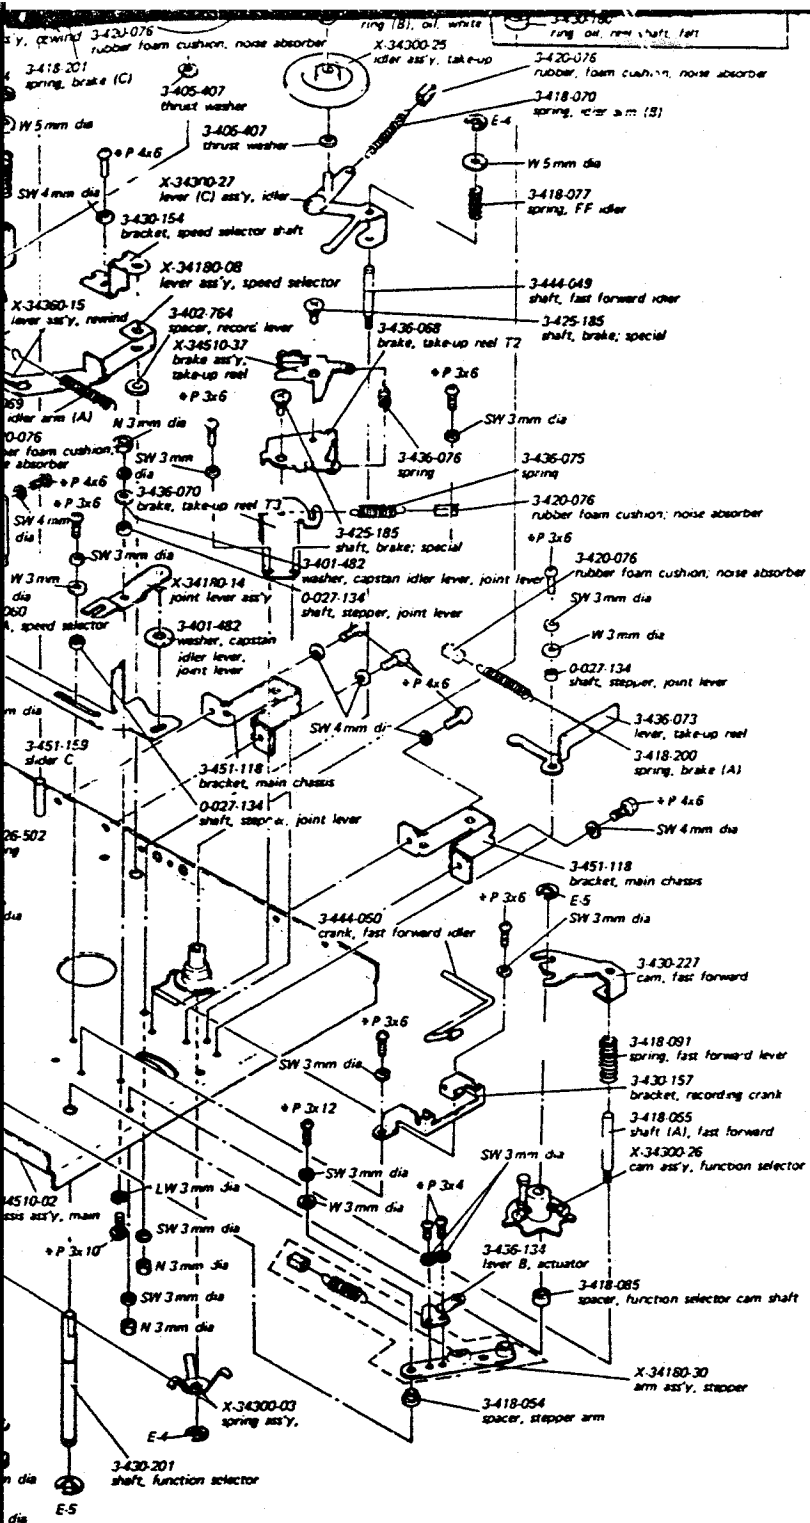 3-420-076
rubber foam cushion, noise absorber
ring (B), oil, white
3-430-180
ring, oil, reel shaft, felt
X-34300-25
idler ass'y, take-up
3-418-201
spring, brake (C)
3-405-407
thrust washer
3-420-076
rubber, foam cushion, noise absorber
3-418-070
spring, idler arm (B)
E-4
W 5 mm dia
3-405-407
thrust washer
+P 4x6
W 5 mm dia
X-34300-27
lever (C) ass'y, idler
SW 4 mm dia
3-418-077
spring, FF idler
3-430-154
bracket, speed selector shaft
X-34180-08
lever ass'y, speed selector
3-444-049
shaft, fast forward idler
X-34360-15
lever ass'y, rewind
3-402-764
spacer, record lever
3-425-185
shaft, brake; special
3-436-068
brake, take-up reel T2
X-34510-37
brake ass'y,
take-up reel
+P 3x6
+P 3x6
idler arm (A)
N 3 mm dia
SW 3 mm dia
SW 3 mm
dia
3-436-076
spring
3-436-075
spring
+P 4x6
3-436-070
brake, take-up reel T3
3-420-076
rubber foam cushion; noise absorber
+P 3x6
SW 4 mm
dia
3-425-185
shaft, brake; special
+P 3x6
3-420-076
rubber foam cushion; noise absorber
SW 3 mm dia
3-401-482
washer, capstan idler lever, joint lever
W 3 mm
dia
X-34180-14
joint lever ass'y
0-027-134
shaft, stepper, joint lever
SW 3 mm dia
speed selector
3-401-482
washer, capstan
idler lever,
joint lever
W 3 mm dia
0-027-134
shaft, stepper, joint lever
+P 4x6
SW 4 mm dia
3-436-073
lever, take-up reel
3-451-159
slider C
3-418-200
spring, brake (A)
3-451-118
bracket, main chassis
0-027-134
shaft, stepper, joint lever
+P 4x6
SW 4 mm dia
26-502
3-451-118
bracket, main chassis
+P 3x6
E-5
SW 3 mm dia
3-444-050
crank, fast forward idler
3-430-227
cam, fast forward
+P 3x6
3-418-091
spring, fast forward lever
SW 3 mm dia
3-430-157
bracket, recording crank
+P 3x12
3-418-055
shaft (A), fast forward
SW 3 mm dia
SW 3 mm dia
X-34300-26
cam ass'y, function selector
34510-02
ass'y, main
LW 3 mm dia
W 3 mm dia
+P 3x4
SW 3 mm dia
+P 3x10
3-436-134
lever B, actuator
N 3 mm dia
3-418-085
spacer, function selector cam shaft
SW 3 mm dia
N 3 mm dia
X-34180-30
arm ass'y, stepper
X-34300-03
spring ass'y,
3-418-054
spacer, stepper arm
E-4
3-430-201
shaft, function selector
E-5
dia